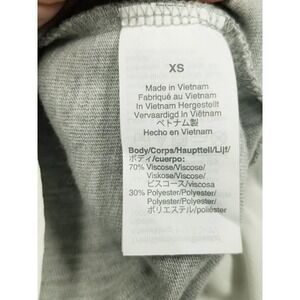 XS
Made in Vietnam
Fabriqué au Vietnam
In Vietnam Hergestellt
Vervaardigd in Viëtnam
ベトナム製
Hecho en Vietnam
Body/Corps/Hauptteil/Lijf/
ボディ/cuerpo:
70% Viscose/Viscose/
Viskose/Viscose/
ビスコース/viscosa
30% Polyester/Polyester/
Polyester/Polyester/
ポリエステル/poliéster